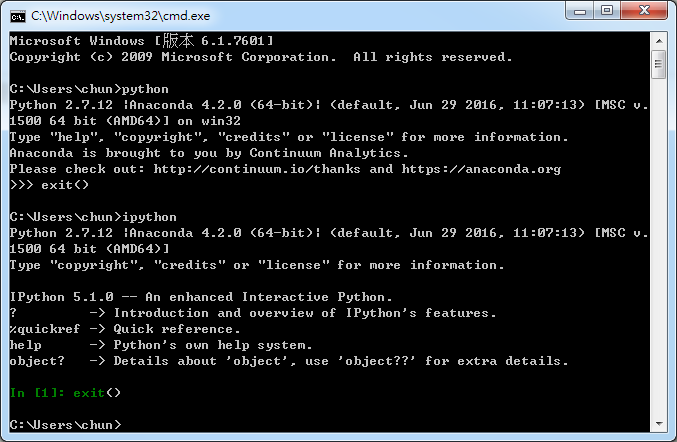 C:\Windows\system32\cmd.exe
Microsoft Windows [版本 6.1.7601]
Copyright (c) 2009 Microsoft Corporation.  All rights reserved.
C:\Users\chun>python
Python 2.7.12 |Anaconda 4.2.0 (64-bit)| (default, Jun 29 2016, 11:07:13) [MSC v.
1500 64 bit (AMD64)] on win32
Type "help", "copyright", "credits" or "license" for more information.
Anaconda is brought to you by Continuum Analytics.
Please check out: http://continuum.io/thanks and https://anaconda.org
>>> exit()
C:\Users\chun>ipython
Python 2.7.12 |Anaconda 4.2.0 (64-bit)| (default, Jun 29 2016, 11:07:13) [MSC v.
1500 64 bit (AMD64)]
Type "copyright", "credits" or "license" for more information.
IPython 5.1.0 -- An enhanced Interactive Python.
?         -> Introduction and overview of IPython's features.
%quickref -> Quick reference.
help      -> Python's own help system.
object?   -> Details about 'object', use 'object??' for extra details.
In [1]: exit()
C:\Users\chun>